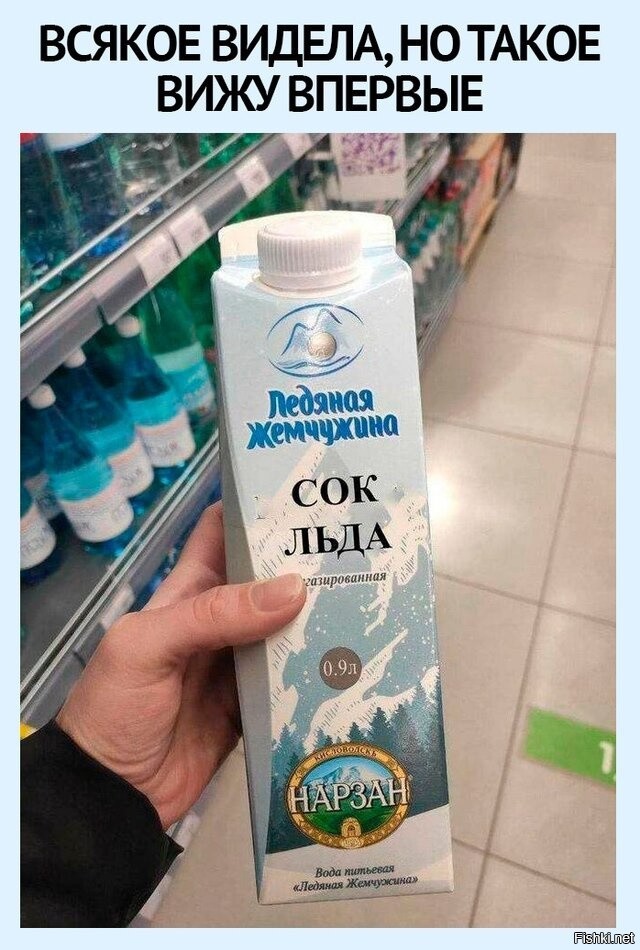 ВСЯКОЕ ВИДЕЛА, НО ТАКОЕ
ВИЖУ ВПЕРВЫЕ
Ледяная
Жемчужина
СОК
ЛЬДА
газированная
0.9л
КИСЛОВОДСКЪ
НАРЗАН
Вода питьевая
«Ледяная Жемчужина»
Fishki.net